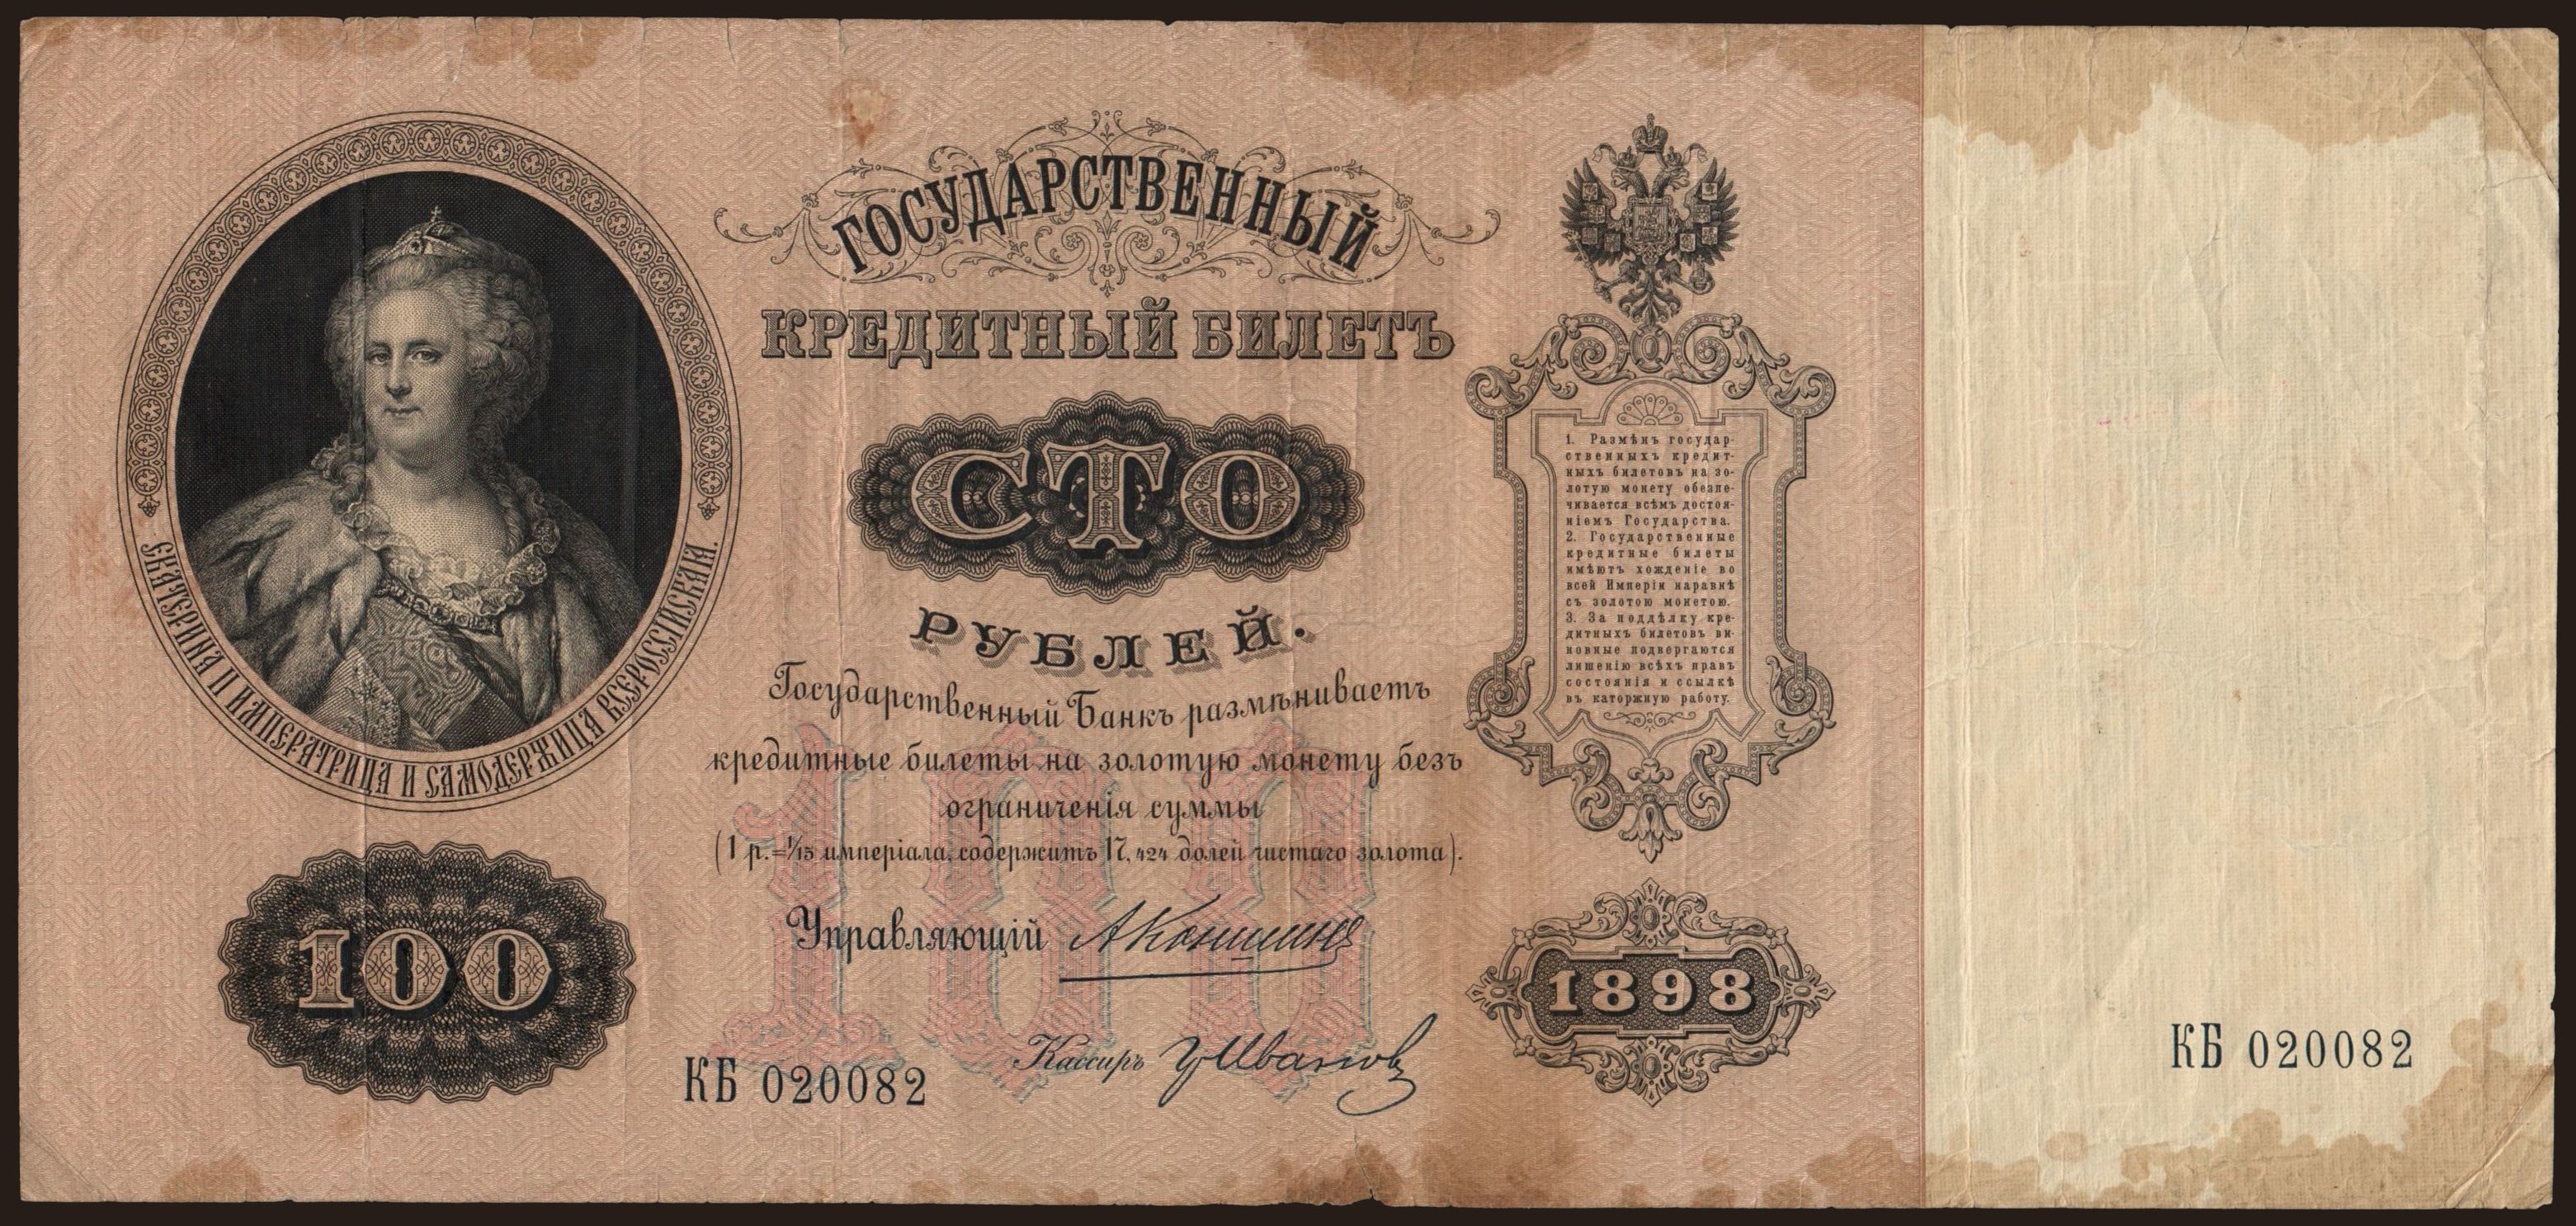 ГОСУДАРСТВЕННЫЙ
КРЕДИТНЫЙ БИЛЕТЪ
СТО
РУБЛЕЙ.
Государственный Банкъ размѣниваетъ
кредитные билеты на золотую монету безъ
ограниченія суммы
(1 р.=1/15 имперіала, содержитъ 17,424 долей чистаго золота).
Управляющій АКоншинъ
Кассиръ ГуИванов
КБ 020082
ЕКАТЕРИНА II ИМПЕРАТРИЦА И САМОДЕРЖИЦА ВСЕРОССІЙСКАЯ.
100
100
1. Размѣнъ государ-
ственныхъ кредит-
ныхъ билетовъ на зо-
лотую монету обезпе-
чивается всѣмъ достоя-
ніемъ Государства.
2. Государственные
кредитные билеты
имѣютъ хожденіе во
всей Имперіи наравнѣ
съ золотою монетою.
3. За поддѣлку кре-
дитныхъ билетовъ ви-
новные подвергаются
лишенію всѣхъ правъ
состоянія и ссылкѣ
въ каторжную работу.
1898
КБ 020082